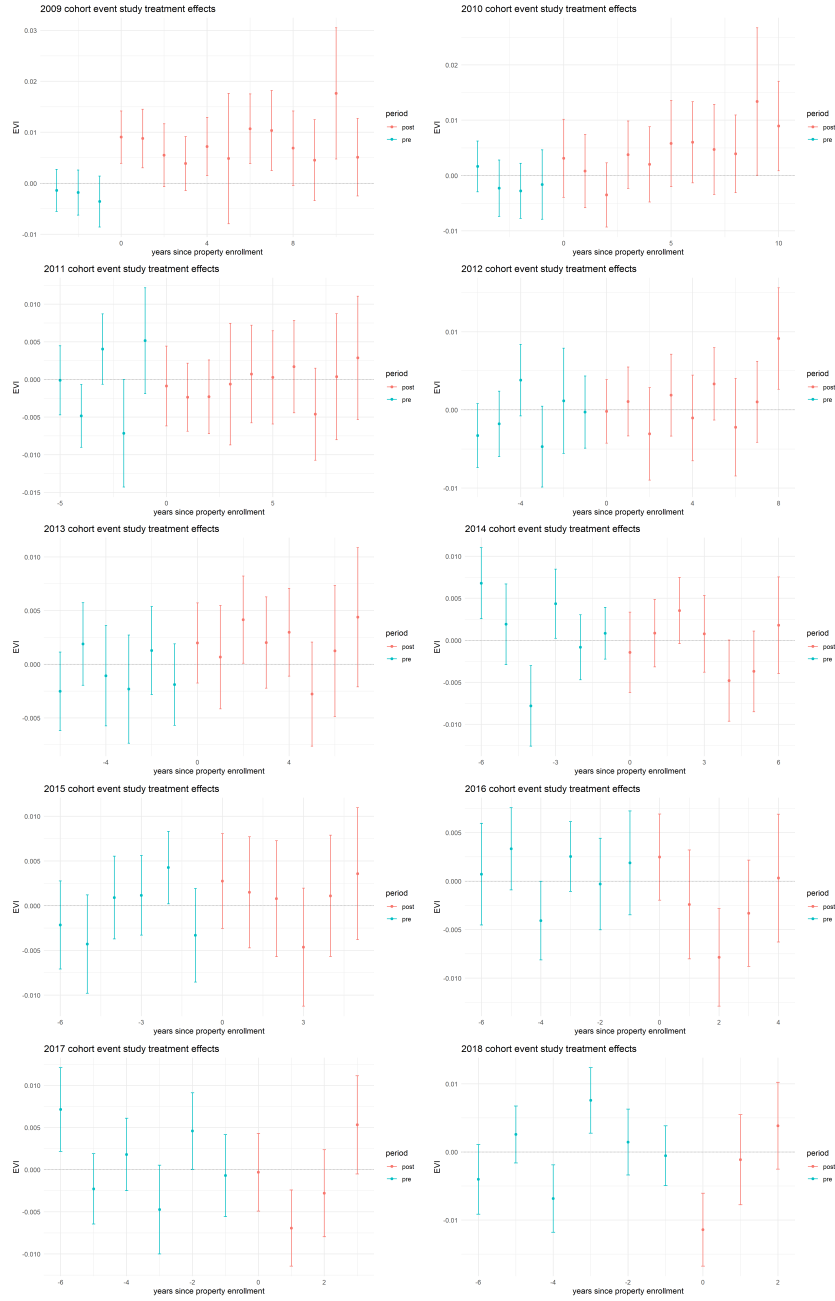 2009 cohort event study treatment effects
0.03
0.02
0.01
0.00
-0.01
EVI
0
4
8
years since property enrollment
period
post
pre
2010 cohort event study treatment effects
0.02
0.01
0.00
-0.01
EVI
0
5
10
years since property enrollment
period
post
pre
2011 cohort event study treatment effects
0.010
0.005
0.000
-0.005
-0.010
-0.015
EVI
-5
0
5
years since property enrollment
period
post
pre
2012 cohort event study treatment effects
0.01
0.00
-0.01
EVI
-4
0
4
8
years since property enrollment
period
post
pre
2013 cohort event study treatment effects
0.010
0.005
0.000
-0.005
EVI
-4
0
4
years since property enrollment
period
post
pre
2014 cohort event study treatment effects
0.010
0.005
0.000
-0.005
-0.010
EVI
-6
-3
0
3
6
years since property enrollment
period
post
pre
2015 cohort event study treatment effects
0.010
0.005
0.000
-0.005
-0.010
EVI
-6
-3
0
3
years since property enrollment
period
post
pre
2016 cohort event study treatment effects
0.005
0.000
-0.005
-0.010
EVI
-6
-4
-2
0
2
4
years since property enrollment
period
post
pre
2017 cohort event study treatment effects
0.010
0.005
0.000
-0.005
-0.010
EVI
-6
-4
-2
0
2
years since property enrollment
period
post
pre
2018 cohort event study treatment effects
0.01
0.00
-0.01
EVI
-6
-4
-2
0
2
years since property enrollment
period
post
pre